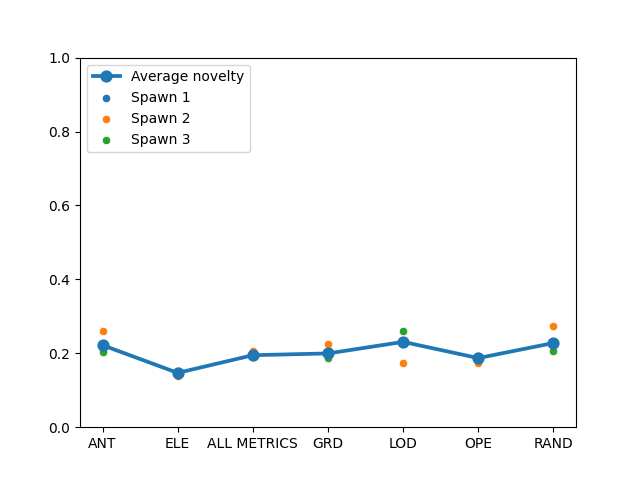 1.0
0.8
0.6
0.4
0.2
0.0
Average novelty
Spawn 1
Spawn 2
Spawn 3
ANT ELE ALL METRICS GRD LOD OPE RAND